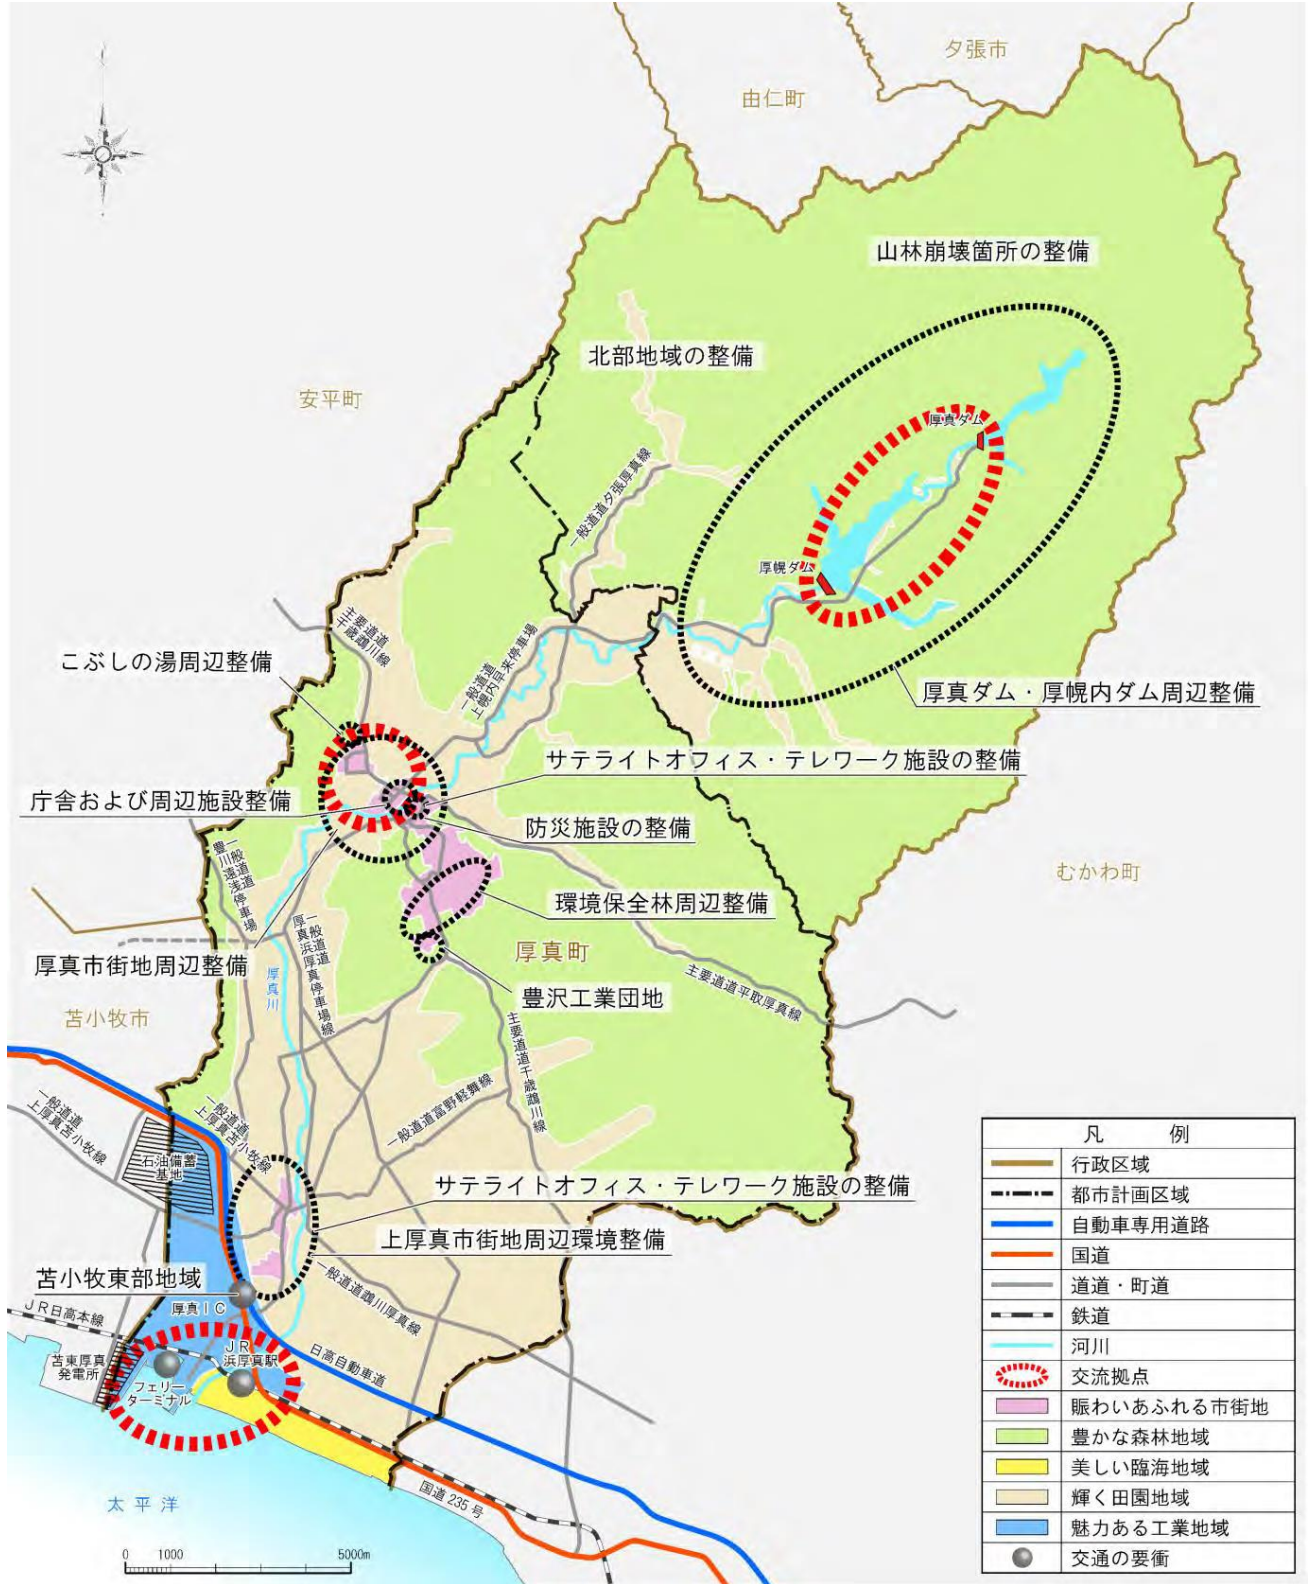 夕張市
由仁町
山林崩壊箇所の整備
北部地域の整備
安平町
厚真ダム
一般道道夕張厚真線
厚幌ダム
主要道道
千歳鵡川線
一般道道
上幌内早来停車場
こぶしの湯周辺整備
厚真ダム・厚幌内ダム周辺整備
サテライトオフィス・テレワーク施設の整備
庁舎および周辺施設整備
防災施設の整備
一般道道
豊川遠浅停車場
むかわ町
環境保全林周辺整備
一般道道
厚真浜厚真停車場線
厚真町
厚真市街地周辺整備
厚真川
主要道道平取厚真線
豊沢工業団地
苫小牧市
主要道道千歳鵡川線
一般道道富野軽舞線
一般道道
上厚真苫小牧線
一般道道
上厚真苫小牧線
石油備蓄
基地
サテライトオフィス・テレワーク施設の整備
上厚真市街地周辺環境整備
苫小牧東部地域
一般道道鵡川厚真線
厚真IC
JR日高本線
JR
浜厚真駅
日高自動車道
苫東厚真
発電所
フェリー
ターミナル
国道235号
太平洋
0 1000 5000m
凡 例
行政区域
都市計画区域
自動車専用道路
国道
道道・町道
鉄道
河川
交流拠点
賑わいあふれる市街地
豊かな森林地域
美しい臨海地域
輝く田園地域
魅力ある工業地域
交通の要衝